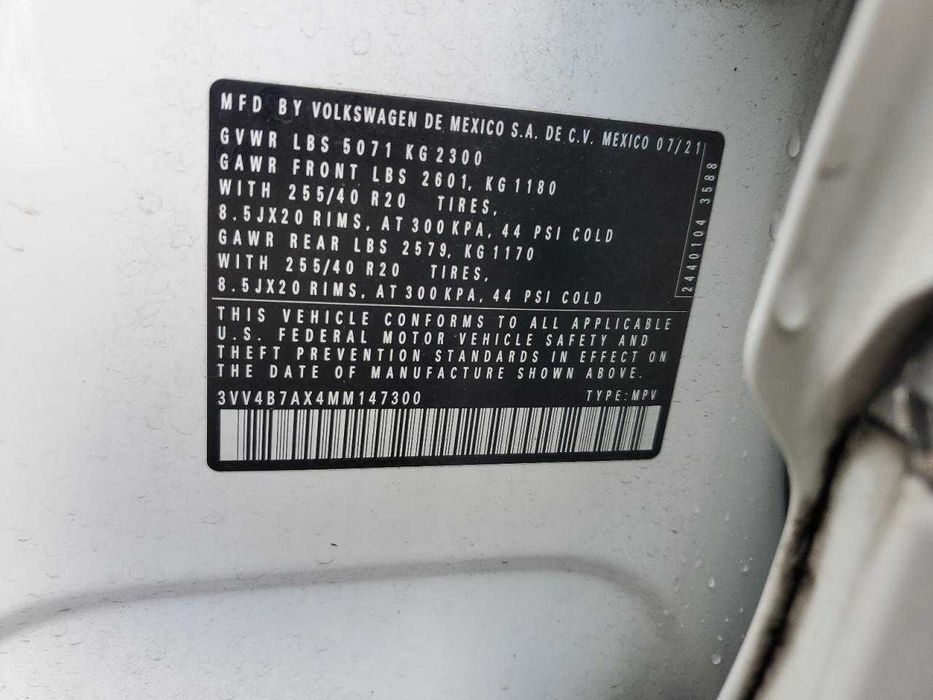 MFD BY VOLKSWAGEN DE MEXICO S.A. DE C.V. MEXICO 07/21
GVWR LBS 5071 KG 2300
GAWR FRONT LBS 2601, KG 1180
WITH 255/40 R20 TIRES,
8.5JX20 RIMS, AT 300 KPA, 44 PSI COLD
GAWR REAR LBS 2579, KG 1170
WITH 255/40 R20 TIRES,
8.5JX20 RIMS, AT 300 KPA, 44 PSI COLD
2440104 3588
THIS VEHICLE CONFORMS TO ALL APPLICABLE
U.S. FEDERAL MOTOR VEHICLE SAFETY AND
THEFT PREVENTION STANDARDS IN EFFECT ON
THE DATE OF MANUFACTURE SHOWN ABOVE.
3VV4B7AX4MM147300 TYPE: MPV